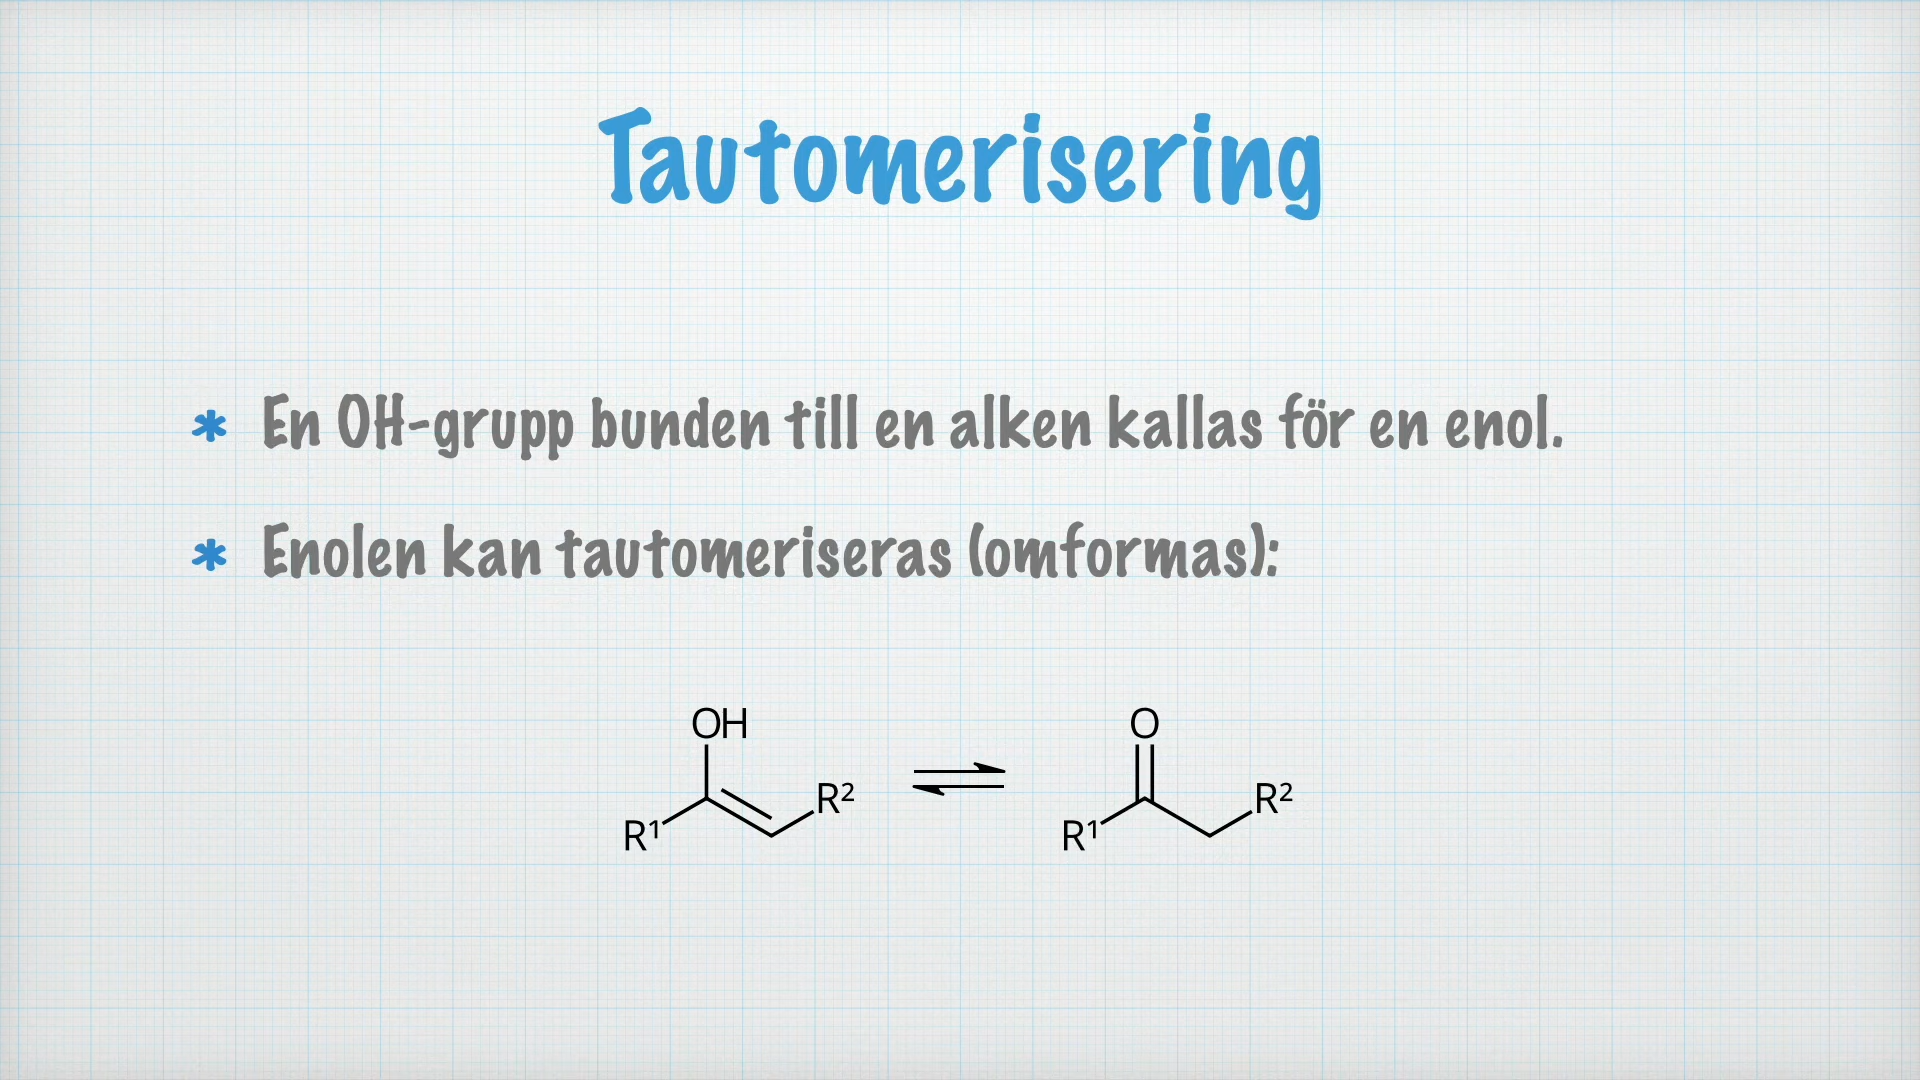 Tautomerisering
* En OH-grupp bunden till en alken kallas för en enol.
* Enolen kan tautomeriseras (omformas):
OH O
R¹ R² ⇌ R¹ R²